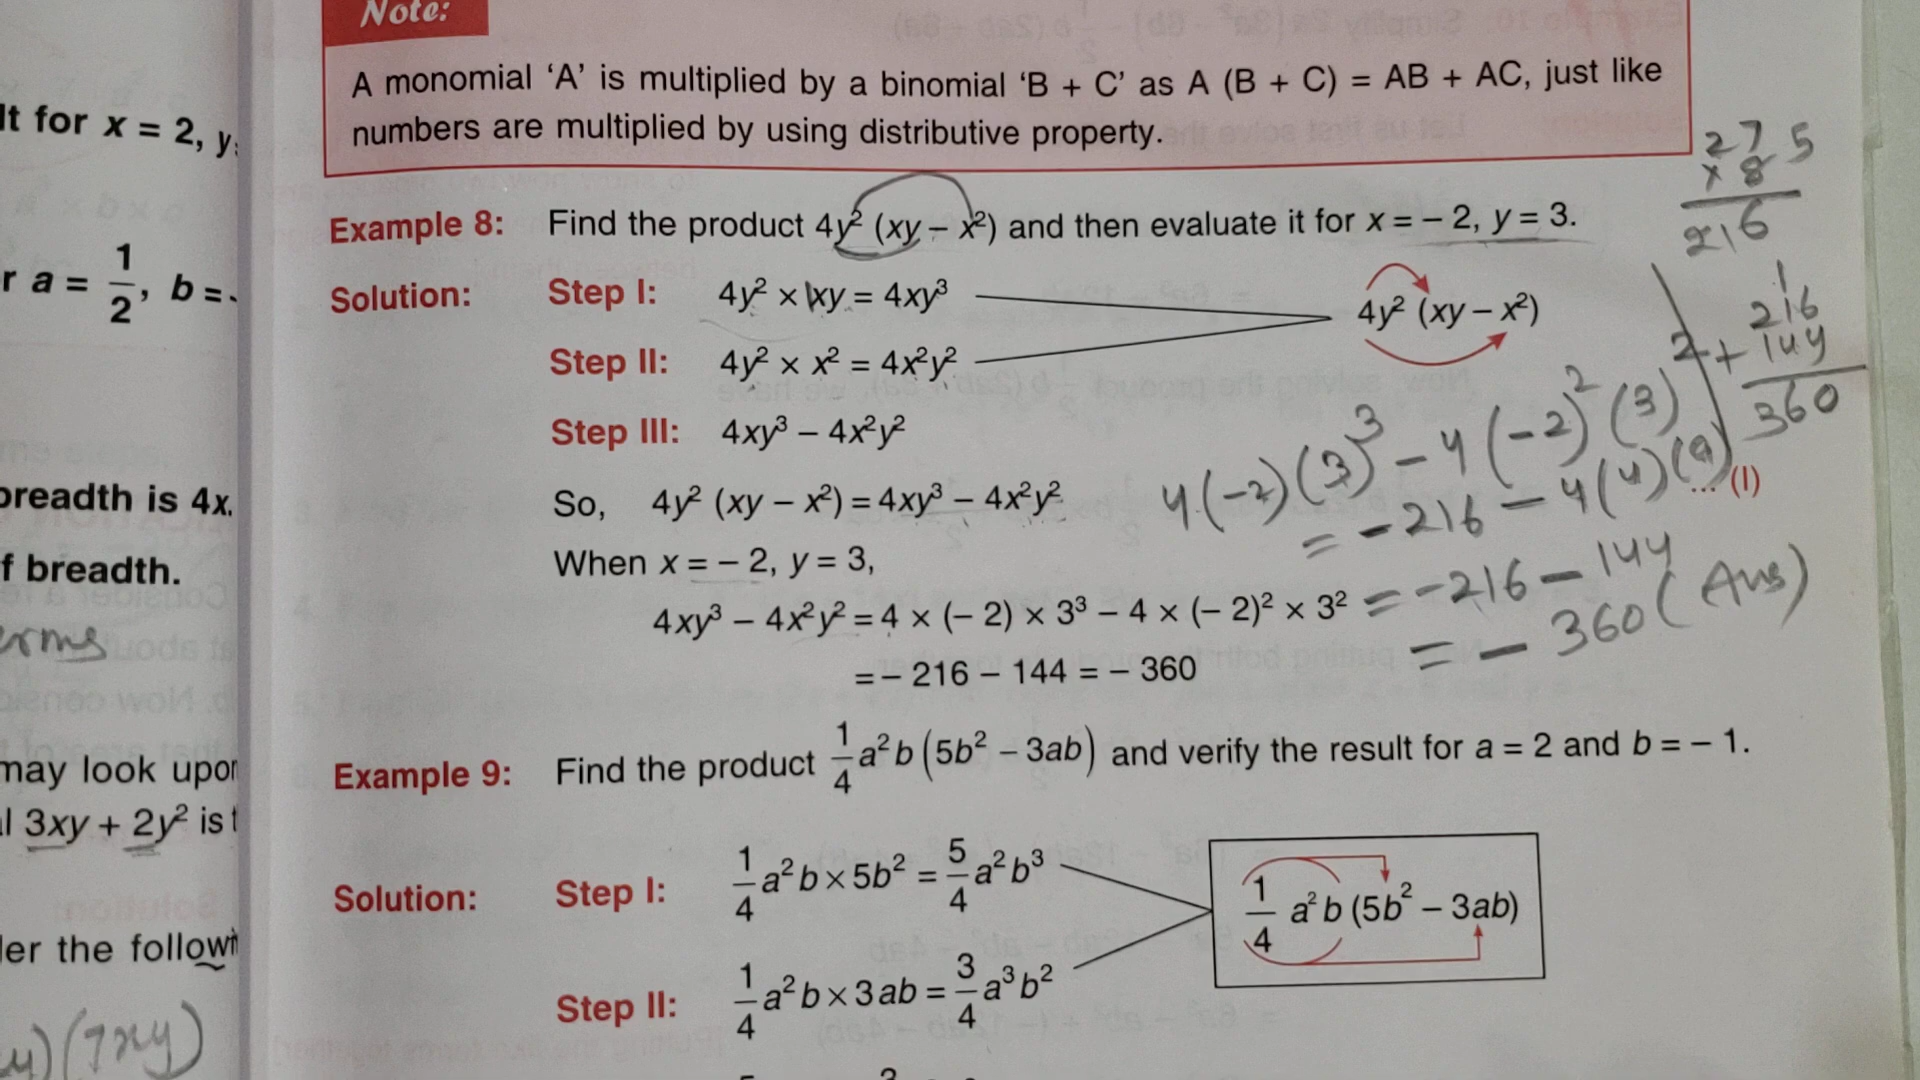 Note:
A monomial 'A' is multiplied by a binomial 'B + C' as A (B + C) = AB + AC, just like
numbers are multiplied by using distributive property.
lt for x = 2, y
r a = 1/2, b =
breadth is 4x.
f breadth.
erms
may look upon
l 3xy + 2y² is
er the follow
y)(7xy)
Example 8: Find the product 4y² (xy – x²) and then evaluate it for x = – 2, y = 3.
Solution: Step I: 4y² × xy = 4xy³
4y² (xy – x²)
Step II: 4y² × x² = 4x²y²
Step III: 4xy³ – 4x²y²
So, 4y² (xy – x²) = 4xy³ – 4x²y² ... (I)
When x = – 2, y = 3,
4xy³ – 4x²y² = 4 × (– 2) × 3³ – 4 × (– 2)² × 3²
= – 216 – 144 = – 360
27 5
× 8
216
1
216
+ 144
360
4(-2)(3)³ – 4(-2)²(3)²
= -216 – 4(4)(9)
= -216 – 144
= – 360 (Ans)
Example 9: Find the product 1/4 a²b (5b² – 3ab) and verify the result for a = 2 and b = – 1.
Solution: Step I: 1/4 a²b × 5b² = 5/4 a²b³
1/4 a²b (5b² – 3ab)
Step II: 1/4 a²b × 3ab = 3/4 a³b²